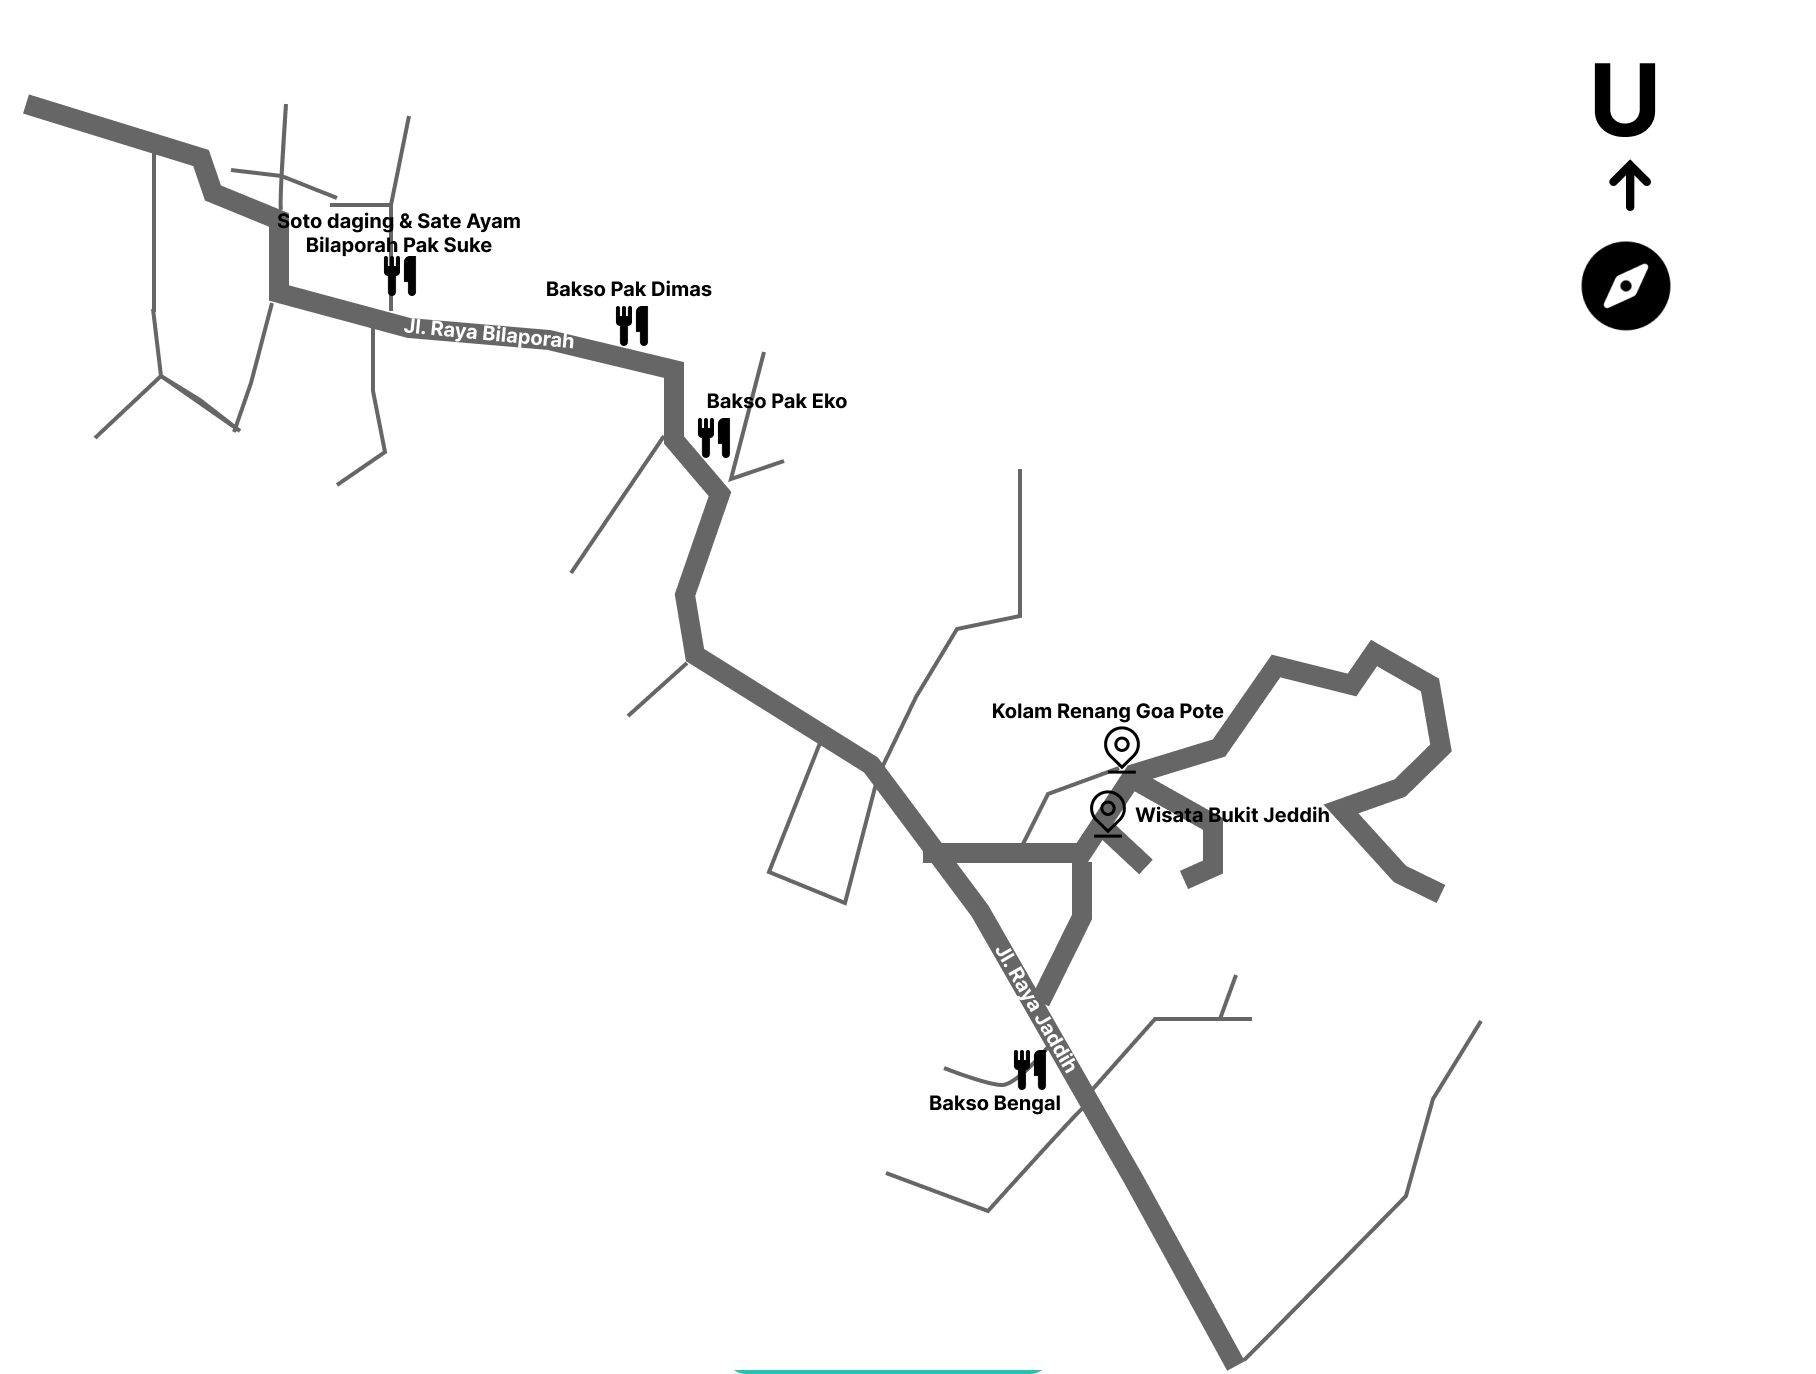 U
Soto daging & Sate Ayam
Bilaporah Pak Suke
Bakso Pak Dimas
Jl. Raya Bilaporah
Bakso Pak Eko
Kolam Renang Goa Pote
Wisata Bukit Jeddih
Jl. Raya Jaddih
Bakso Bengal